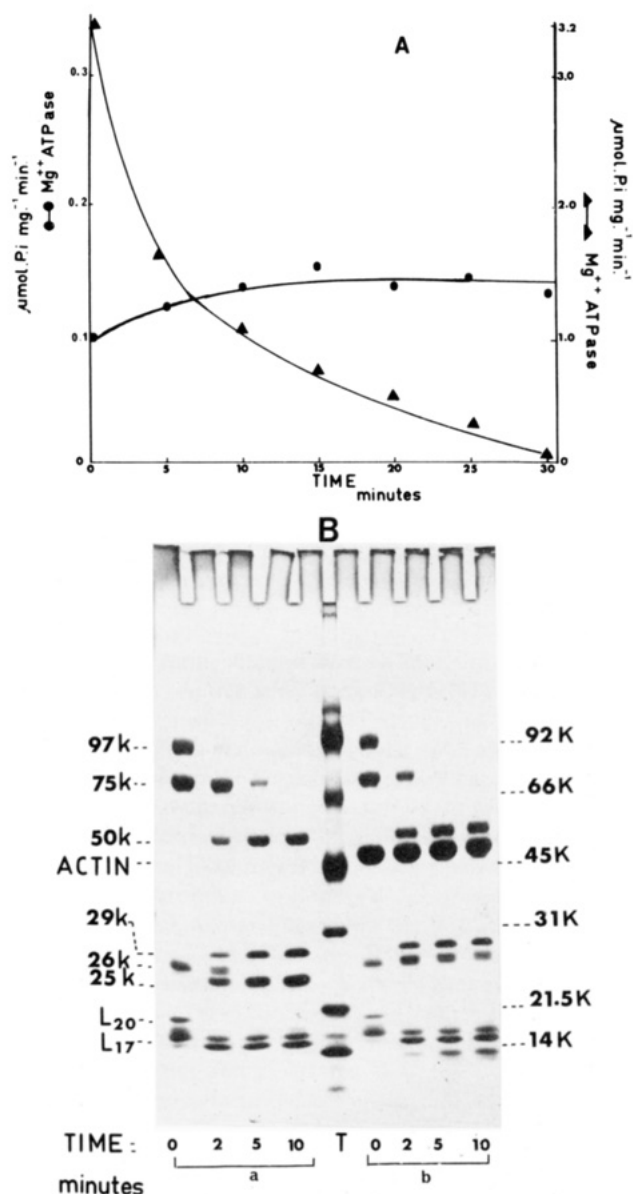 A
3.2
0.3
3.0
0.2
2.0
0.1
1.0
0
μmol.Pi mg⁻¹ min⁻¹
Mg⁺⁺ATPase
μmol.Pi mg⁻¹ min.⁻¹
Mg⁺⁺ ATPase
0 5 10 15 20 25 30
TIME
minutes
B
97k
92K
75k
66K
50k
ACTIN
45K
29k
31K
26k
25k
21.5K
L₂₀
L₁₇
14K
TIME : 0 2 5 10 T 0 2 5 10
minutes a b